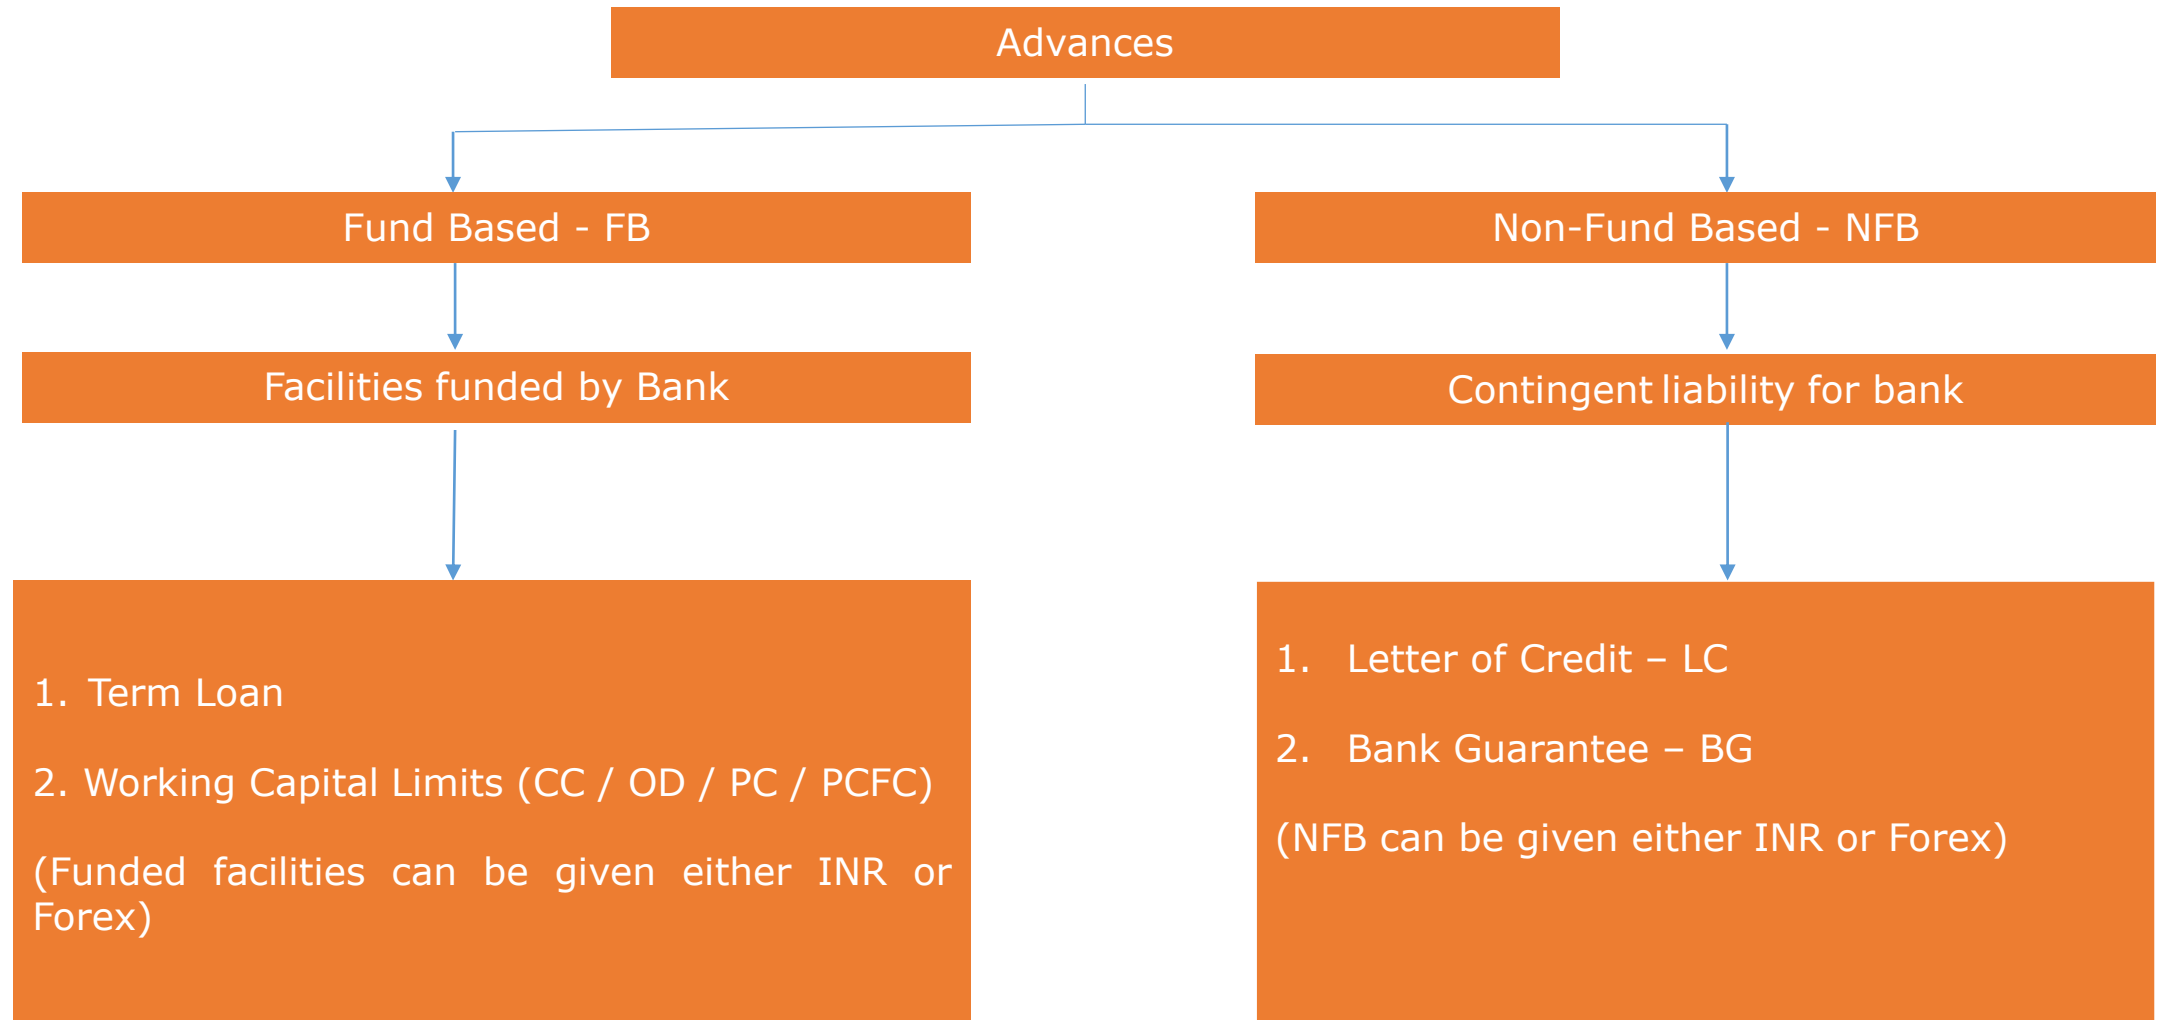 Advances
Fund Based - FB
Non-Fund Based - NFB
Facilities funded by Bank
Contingent liability for bank
1. Term Loan
2. Working Capital Limits (CC / OD / PC / PCFC)
(Funded facilities can be given either INR or
Forex)
1. Letter of Credit – LC
2. Bank Guarantee – BG
(NFB can be given either INR or Forex)